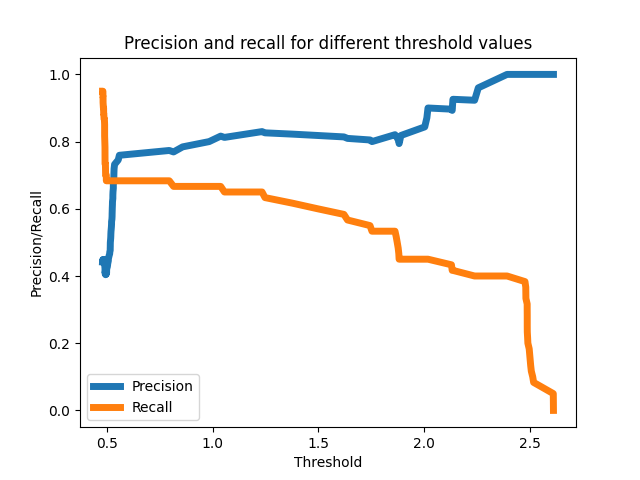 Precision and recall for different threshold values
1.0
0.8
0.6
0.4
0.2
0.0
Precision/Recall
Precision
Recall
0.5 1.0 1.5 2.0 2.5
Threshold